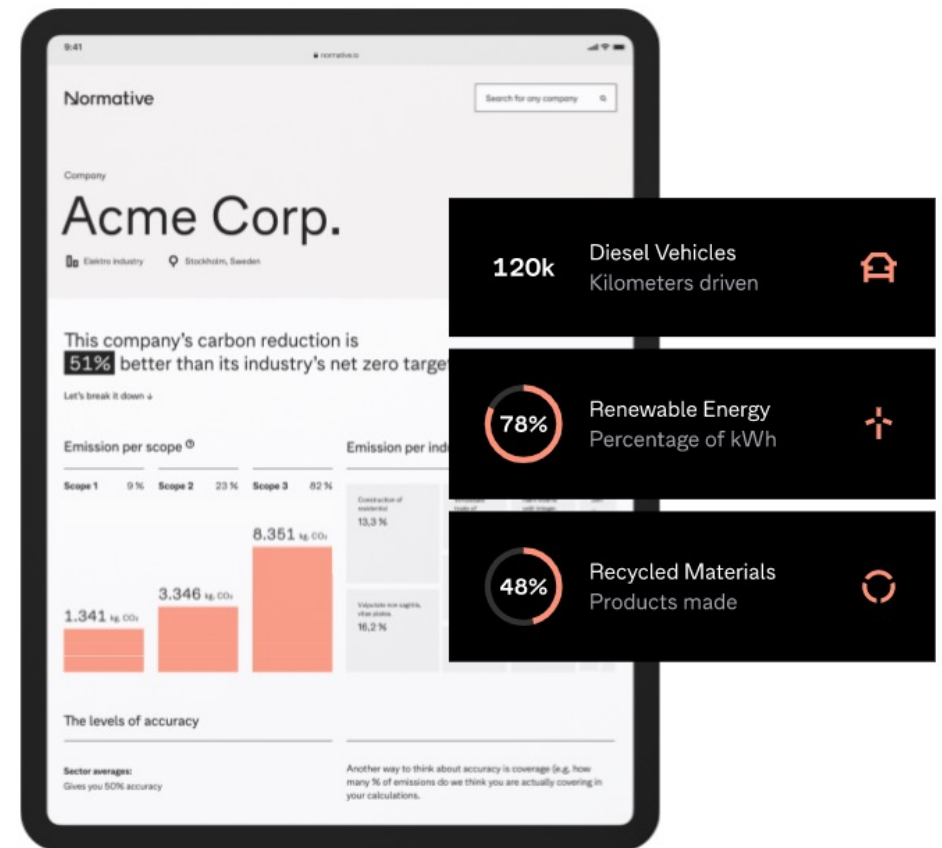 9:41
normative.io
Normative
Search for any company
Company
Acme Corp.
Elektro industry
Stockholm, Sweden
This company's carbon reduction is
51% better than its industry's net zero targe
Let's break it down ↓
Emission per scope
Scope 1 9 % Scope 2 23 % Scope 3 82 %
1.341 kg, CO₂
3.346 kg, CO₂
8.351 kg, CO₂
Emission per ind
Construction of
residential
13,3 %
Vulputate non sagittis,
vitae platea.
16,2 %
120k
Diesel Vehicles
Kilometers driven
78%
Renewable Energy
Percentage of kWh
48%
Recycled Materials
Products made
The levels of accuracy
Sector averages:
Gives you 50% accuracy
Another way to think about accuracy is coverage (e.g. how
many % of emissions do we think you are actually covering in
your calculations.